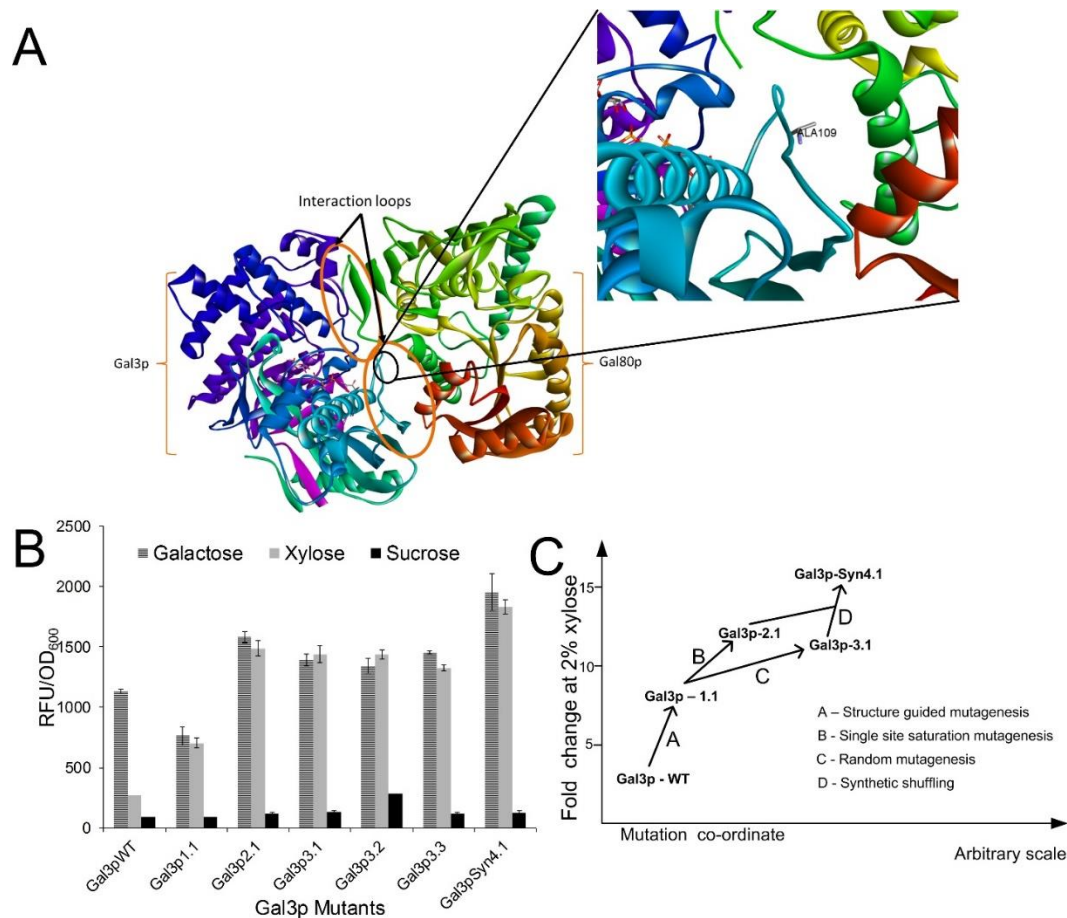 A
ALA109
Interaction loops
Gal3p
Gal80p
B
2500
2000
1500
1000
500
0
RFU/OD600
Galactose
Xylose
Sucrose
Gal3pWT
Gal3p1.1
Gal3p2.1
Gal3p3.1
Gal3p3.2
Gal3p3.3
Gal3pSyn4.1
Gal3p Mutants
C
Fold change at 2% xylose
15
10
5
Gal3p-Syn4.1
D
Gal3p-2.1
Gal3p-3.1
B
C
Gal3p – 1.1
A
Gal3p - WT
A – Structure guided mutagenesis
B - Single site saturation mutagenesis
C - Random mutagenesis
D – Synthetic shuffling
Mutation co-ordinate
Arbitrary scale